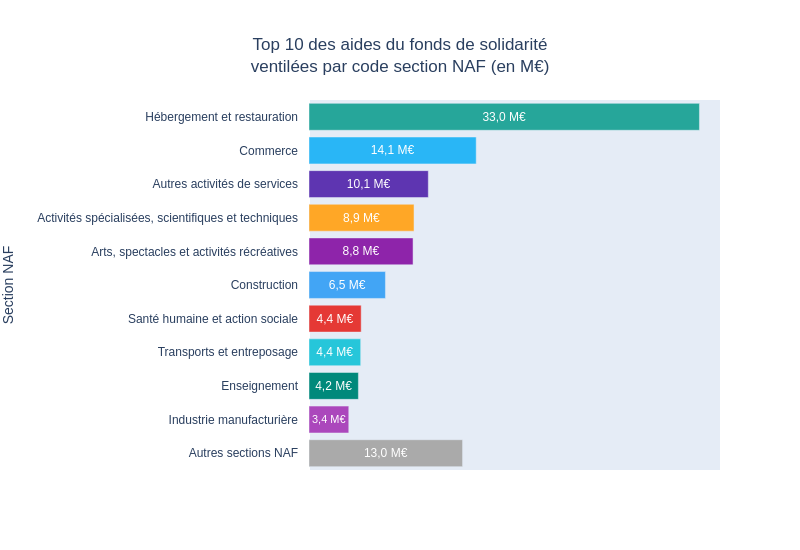 Top 10 des aides du fonds de solidarité
ventilées par code section NAF (en M€)
Section NAF
Hébergement et restauration 33,0 M€
Commerce 14,1 M€
Autres activités de services 10,1 M€
Activités spécialisées, scientifiques et techniques 8,9 M€
Arts, spectacles et activités récréatives 8,8 M€
Construction 6,5 M€
Santé humaine et action sociale 4,4 M€
Transports et entreposage 4,4 M€
Enseignement 4,2 M€
Industrie manufacturière 3,4 M€
Autres sections NAF 13,0 M€